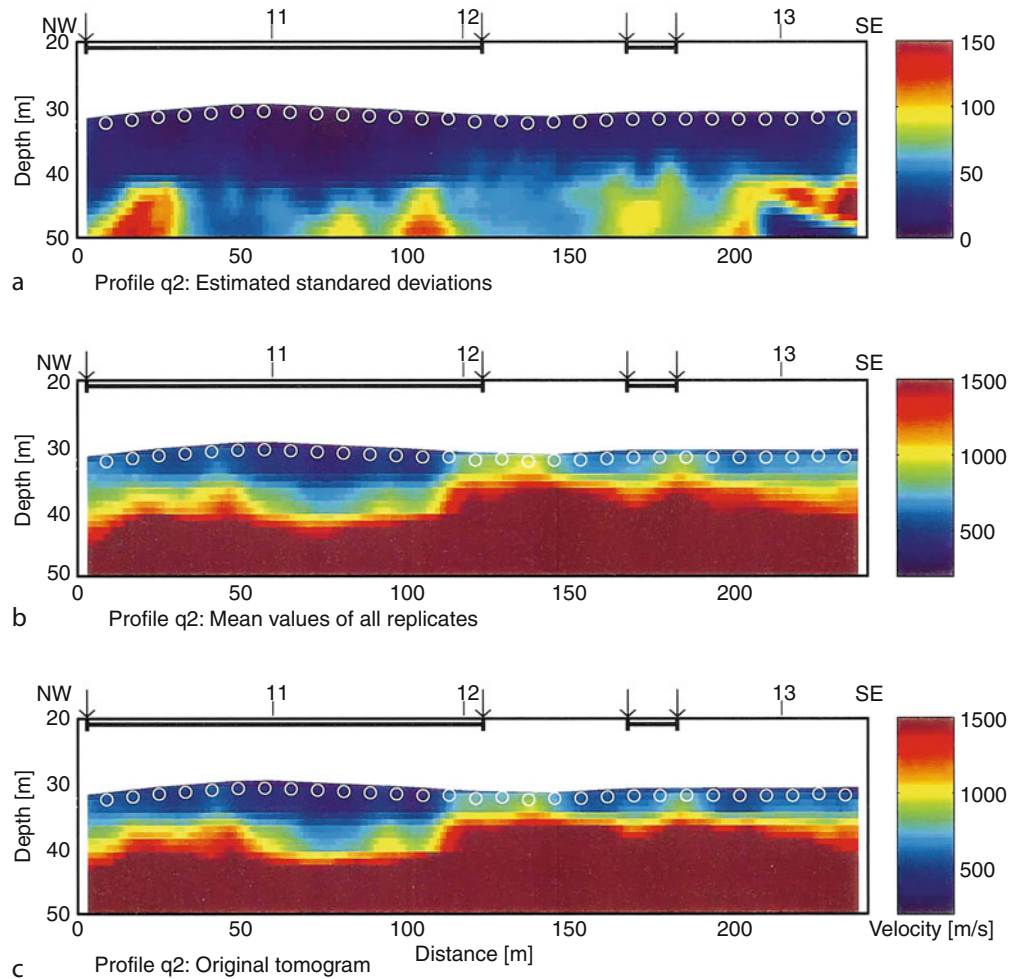 NW 11 12 13 SE
20
30
40
50
Depth [m]
0 50 100 150 200
150
100
50
0
a Profile q2: Estimated standared deviations
NW 11 12 13 SE
20
30
40
50
Depth [m]
0 50 100 150 200
1500
1000
500
b Profile q2: Mean values of all replicates
NW 11 12 13 SE
20
30
40
50
Depth [m]
0 50 100 150 200
1500
1000
500
Distance [m]
Velocity [m/s]
c Profile q2: Original tomogram